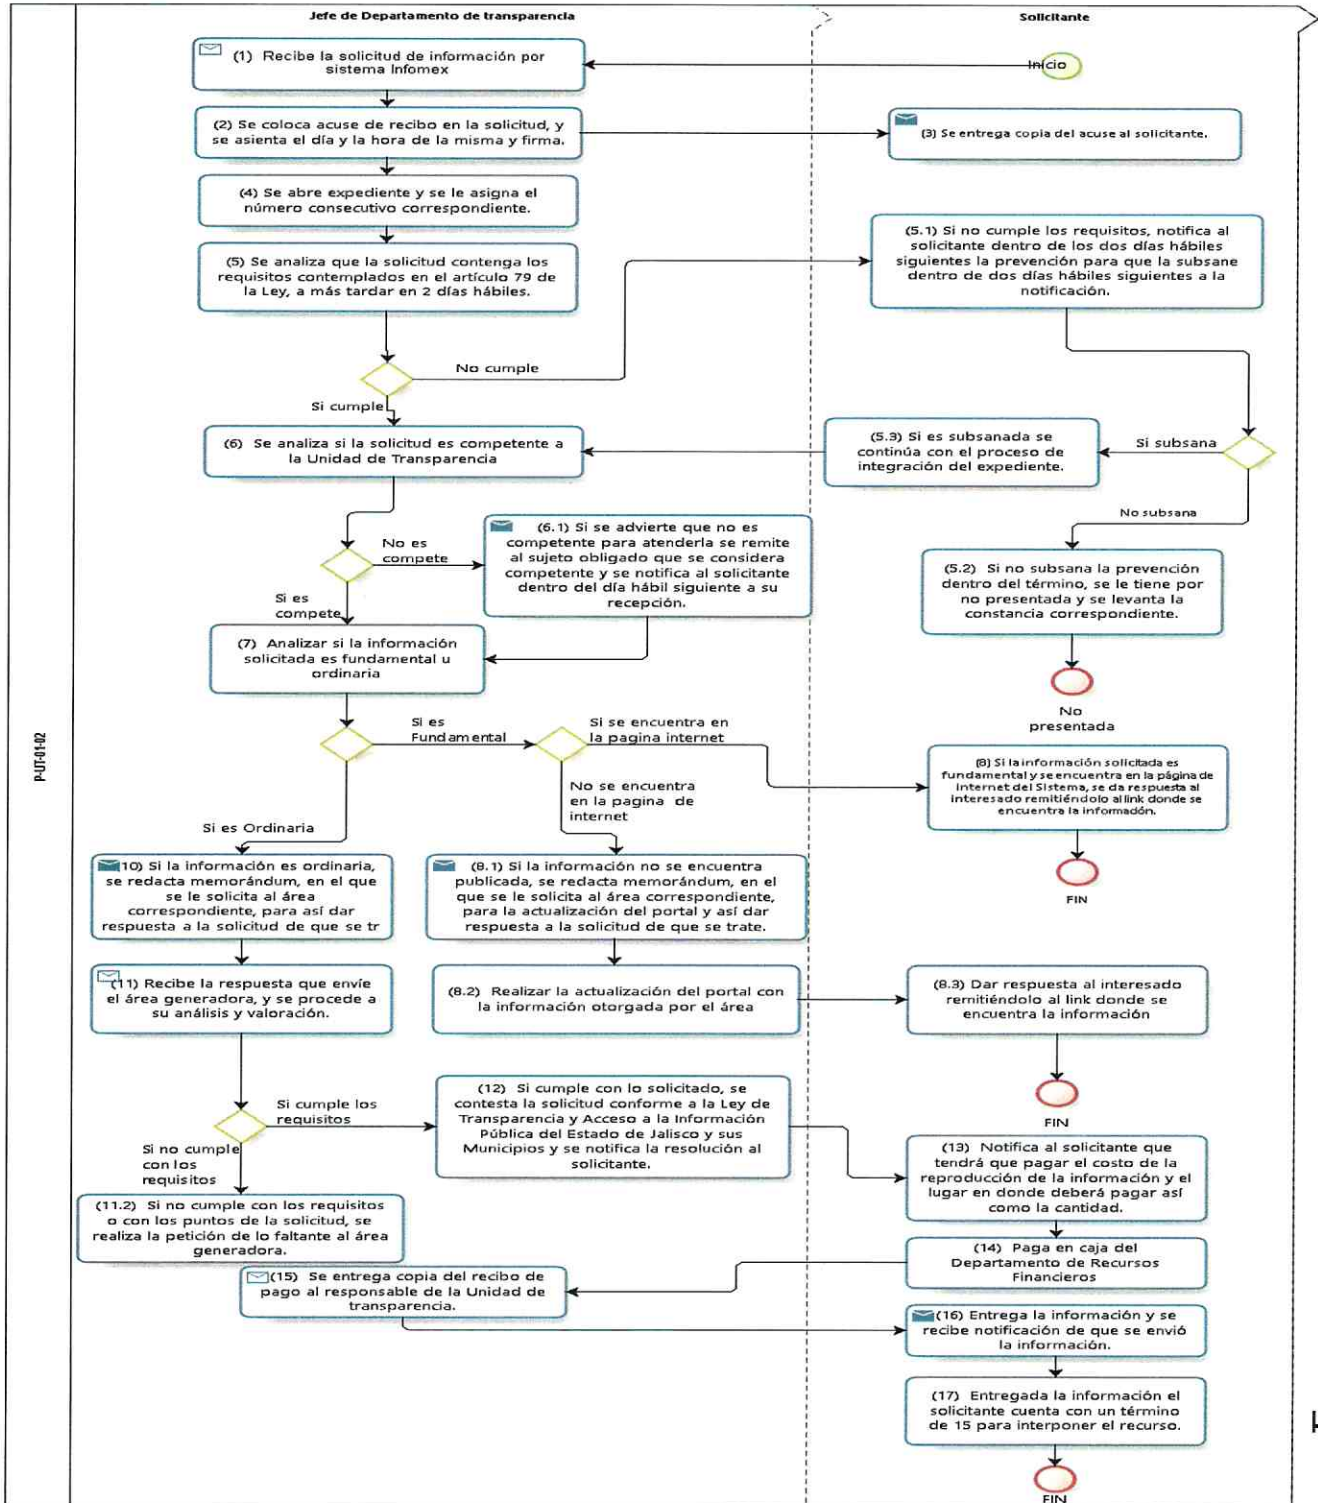 Jefe de Departamento de transparencia
Solicitante
P-UT-01-02
(1) Recibe la solicitud de información por
sistema Infomex
Inicio
(2) Se coloca acuse de recibo en la solicitud, y
se asienta el día y la hora de la misma y firma.
(3) Se entrega copia del acuse al solicitante.
(4) Se abre expediente y se le asigna el
número consecutivo correspondiente.
(5) Se analiza que la solicitud contenga los
requisitos contemplados en el artículo 79 de
la Ley, a más tardar en 2 días hábiles.
(5.1) Si no cumple los requisitos, notifica al
solicitante dentro de los dos días hábiles
siguientes la prevención para que la subsane
dentro de dos días hábiles siguientes a la
notificación.
No cumple
Si cumple
(6) Se analiza si la solicitud es competente a
la Unidad de Transparencia
(5.3) Si es subsanada se
continúa con el proceso de
integración del expediente.
Si subsana
No subsana
No es
compete
(6.1) Si se advierte que no es
competente para atenderla se remite
al sujeto obligado que se considera
competente y se notifica al solicitante
dentro del día hábil siguiente a su
recepción.
(5.2) Si no subsana la prevención
dentro del término, se le tiene por
no presentada y se levanta la
constancia correspondiente.
Si es
compete
(7) Analizar si la información
solicitada es fundamental u
ordinaria
No
presentada
Si es
Fundamental
Si se encuentra en
la pagina internet
(8) Si la información solicitada es
fundamental y se encuentra en la página de
Internet del Sistema, se da respuesta al
interesado remitiéndolo al link donde se
encuentra la información.
No se encuentra
en la pagina de
internet
Si es Ordinaria
FIN
10) Si la información es ordinaria,
se redacta memorándum, en el que
se le solicita al área
correspondiente, para así dar
respuesta a la solicitud de que se tr
(8.1) Si la información no se encuentra
publicada, se redacta memorándum, en el
que se le solicita al área correspondiente,
para la actualización del portal y así dar
respuesta a la solicitud de que se trate.
(11) Recibe la respuesta que envíe
el área generadora, y se procede a
su análisis y valoración.
(8.2) Realizar la actualización del portal con
la información otorgada por el área
(8.3) Dar respuesta al interesado
remitiéndolo al link donde se
encuentra la información
FIN
Si cumple los
requisitos
(12) Si cumple con lo solicitado, se
contesta la solicitud conforme a la Ley de
Transparencia y Acceso a la Información
Pública del Estado de Jalisco y sus
Municipios y se notifica la resolución al
solicitante.
Si no cumple
con los
requisitos
(13) Notifica al solicitante que
tendrá que pagar el costo de la
reproducción de la información y el
lugar en donde deberá pagar así
como la cantidad.
(11.2) Si no cumple con los requisitos
o con los puntos de la solicitud, se
realiza la petición de lo faltante al área
generadora.
(14) Paga en caja del
Departamento de Recursos
Financieros
(15) Se entrega copia del recibo de
pago al responsable de la Unidad de
transparencia.
(16) Entrega la información y se
recibe notificación de que se envió
la información.
(17) Entregada la información el
solicitante cuenta con un término
de 15 para interponer el recurso.
FIN